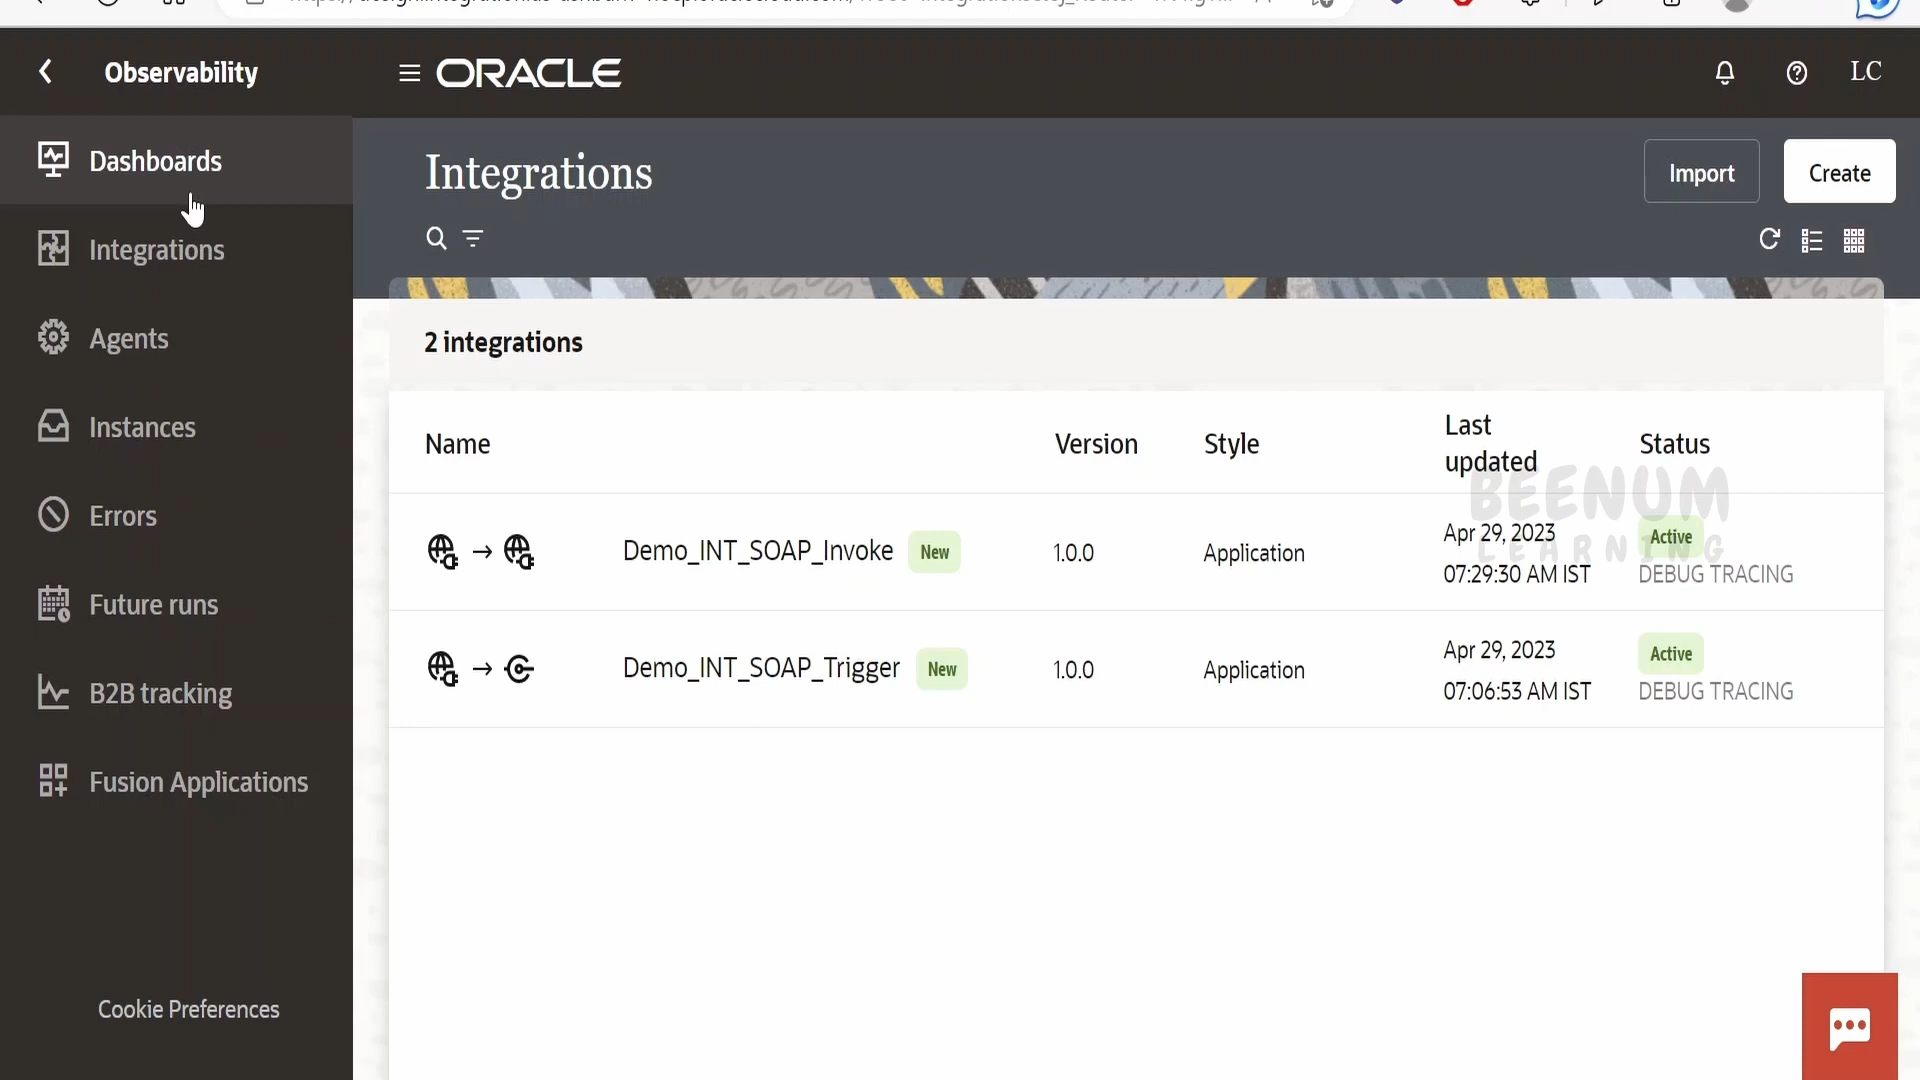 Observability
ORACLE
LC
Dashboards
Integrations
Agents
Instances
Errors
Future runs
B2B tracking
Fusion Applications
Cookie Preferences
Integrations
Import
Create
2 integrations
Name
Version
Style
Last updated
Status
Demo_INT_SOAP_Invoke New
1.0.0
Application
Apr 29, 2023
07:29:30 AM IST
Active
DEBUG TRACING
Demo_INT_SOAP_Trigger New
1.0.0
Application
Apr 29, 2023
07:06:53 AM IST
Active
DEBUG TRACING
BEENUM
LEARNING